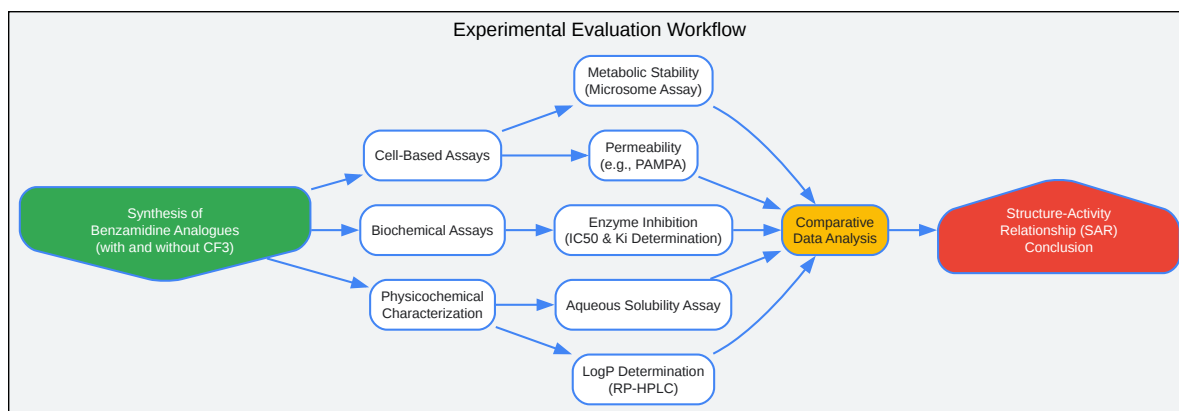 Experimental Evaluation Workflow
Metabolic Stability
(Microsome Assay)
Cell-Based Assays
Permeability
(e.g., PAMPA)
Synthesis of
Benzamidine Analogues
(with and without CF3)
Biochemical Assays
Enzyme Inhibition
(IC50 & Ki Determination)
Comparative
Data Analysis
Structure-Activity
Relationship (SAR)
Conclusion
Physicochemical
Characterization
Aqueous Solubility Assay
LogP Determination
(RP-HPLC)